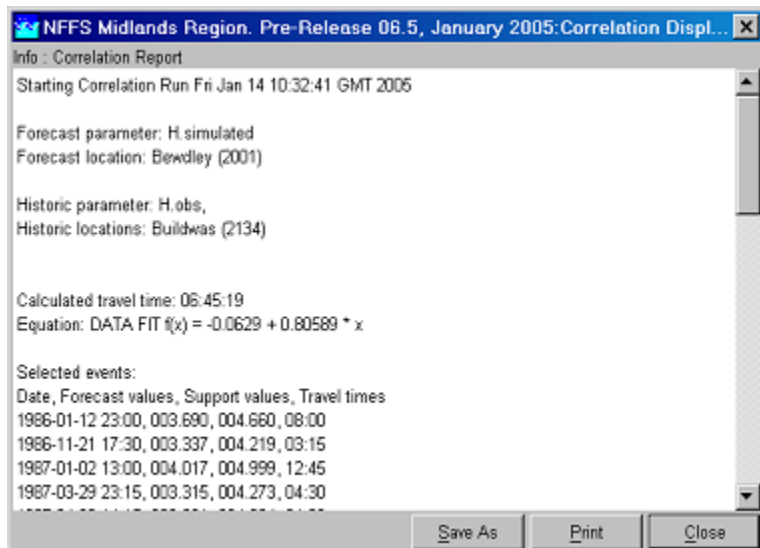 NFFS Midlands Region. Pre-Release 06.5, January 2005:Correlation Displ...
Info : Correlation Report
Starting Correlation Run Fri Jan 14 10:32:41 GMT 2005
Forecast parameter: H.simulated
Forecast location: Bewdley (2001)
Historic parameter: H.obs,
Historic locations: Buildwas (2134)
Calculated travel time: 06:45:19
Equation: DATA FIT f(x) = -0.0629 + 0.80589 * x
Selected events:
Date, Forecast values, Support values, Travel times
1986-01-12 23:00, 003.690, 004.660, 08:00
1986-11-21 17:30, 003.337, 004.219, 03:15
1987-01-02 13:00, 004.017, 004.999, 12:45
1987-03-29 23:15, 003.315, 004.273, 04:30
Save As
Print
Close